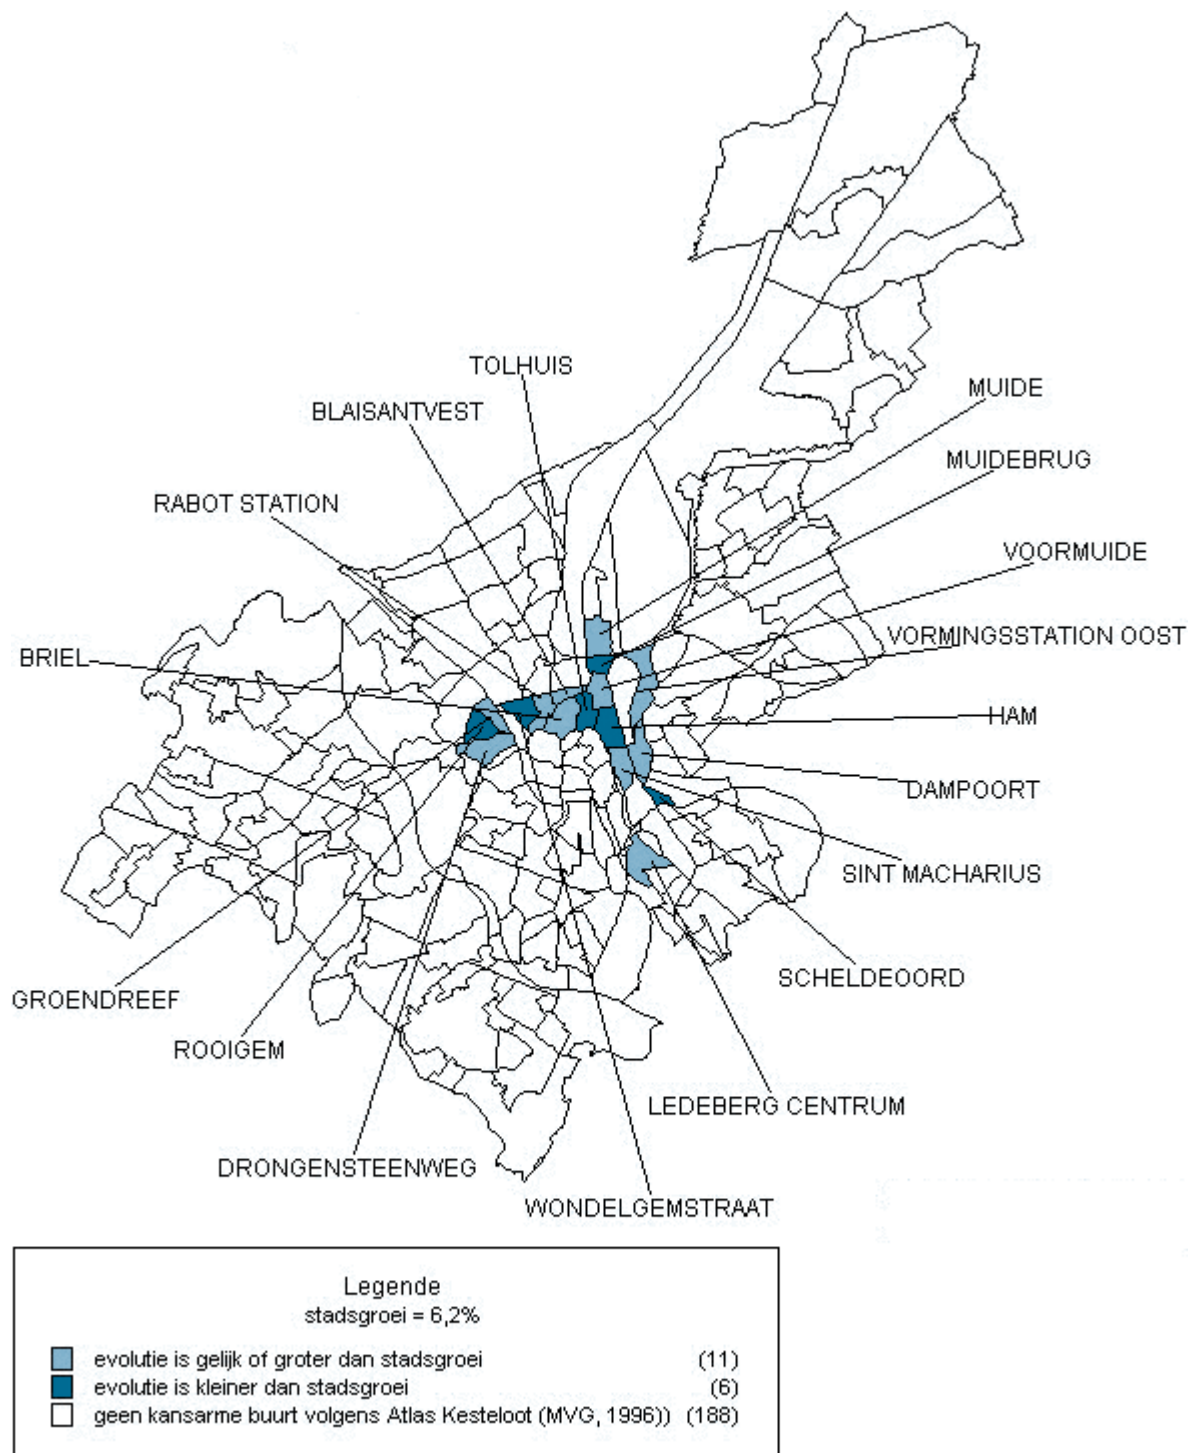 TOLHUIS
MUIDE
BLAISANTVEST
MUIDEBRUG
RABOT STATION
VOORMUIDE
VORMINGSSTATION OOST
BRIEL
HAM
DAMPOORT
SINT MACHARIUS
SCHELDEOORD
GROENDREEF
ROOIGEM
LEDEBERG CENTRUM
DRONGENSTEENWEG
WONDELGEMSTRAAT
Legende
stadsgroei = 6,2%
evolutie is gelijk of groter dan stadsgroei (11)
evolutie is kleiner dan stadsgroei (6)
geen kansarme buurt volgens Atlas Kesteloot (MVG, 1996)) (188)